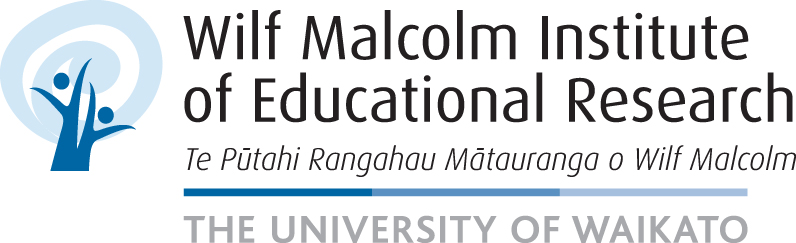 Wilf Malcolm Institute
of Educational Research
Te Pūtahi Rangahau Mātauranga o Wilf Malcolm
THE UNIVERSITY OF WAIKATO